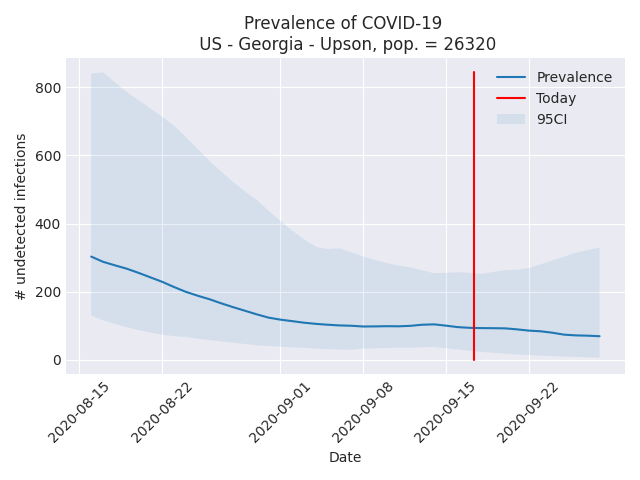 Prevalence of COVID-19
US - Georgia - Upson, pop. = 26320
# undetected infections
800
600
400
200
0
Prevalence
Today
95CI
2020-08-15
2020-08-22
2020-09-01
2020-09-08
2020-09-15
2020-09-22
Date